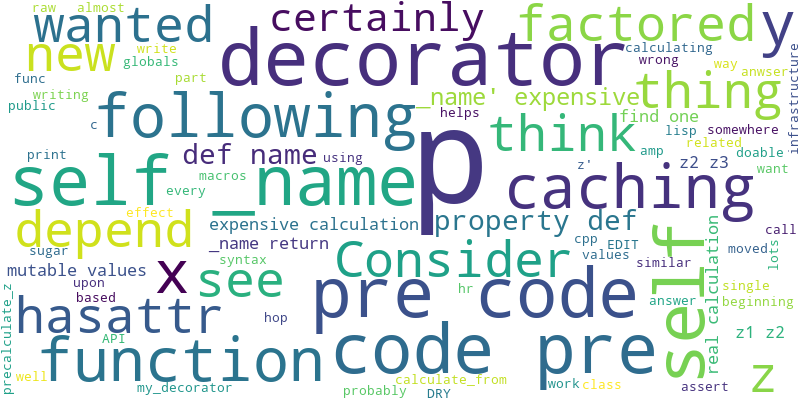 raw almost
wanted
certainly
factored
y
new
write
globals
decorator
calculating
wrong
way
anwser
infrastructure
func
part
thing
writing
public
following
_name' expensive
helps
find one
c
print
def name
using
think
lisp
somewhere
related
amp
doable
self
_name
p
z'
z2 z3
want
macros
every
caching
depend
effect
expensive calculation
property def
call
_name return
cpp
EDIT
self
real calculation
lots
sugar
syntax
Consider
values
moved
mutable values
x
see
similar
upon
based
hr
pre code
answer
single
beginning
precalculate_z
hasattr
hop
API
code pre
z1 z2
well
function
my_decorator
calculate_from
probably
DRY
work
class
assert
z